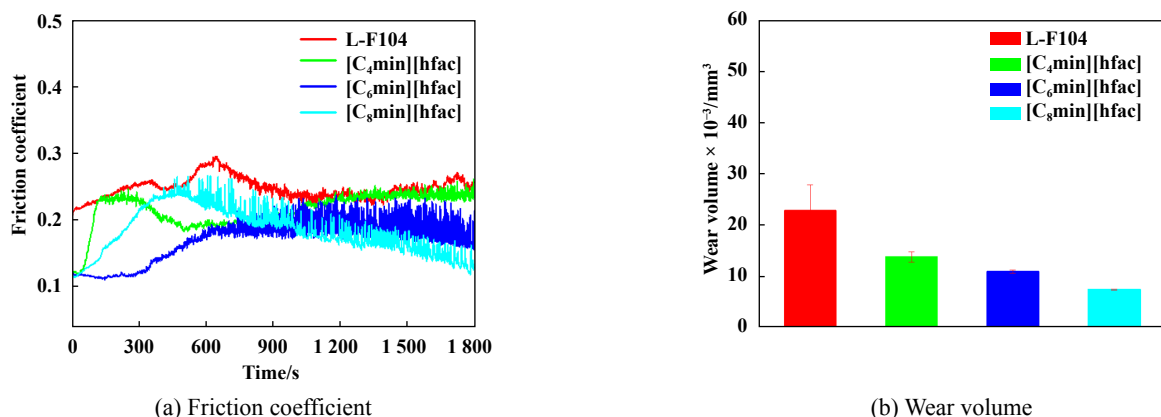 0.5
0.4
0.3
0.2
0.1
Friction coefficient
L-F104
[C₄min][hfac]
[C₆min][hfac]
[C₈min][hfac]
0 300 600 900 1 200 1 500 1 800
Time/s
(a) Friction coefficient
60
50
40
30
20
10
0
Wear volume × 10⁻³/mm³
L-F104
[C₄min][hfac]
[C₆min][hfac]
[C₈min][hfac]
(b) Wear volume